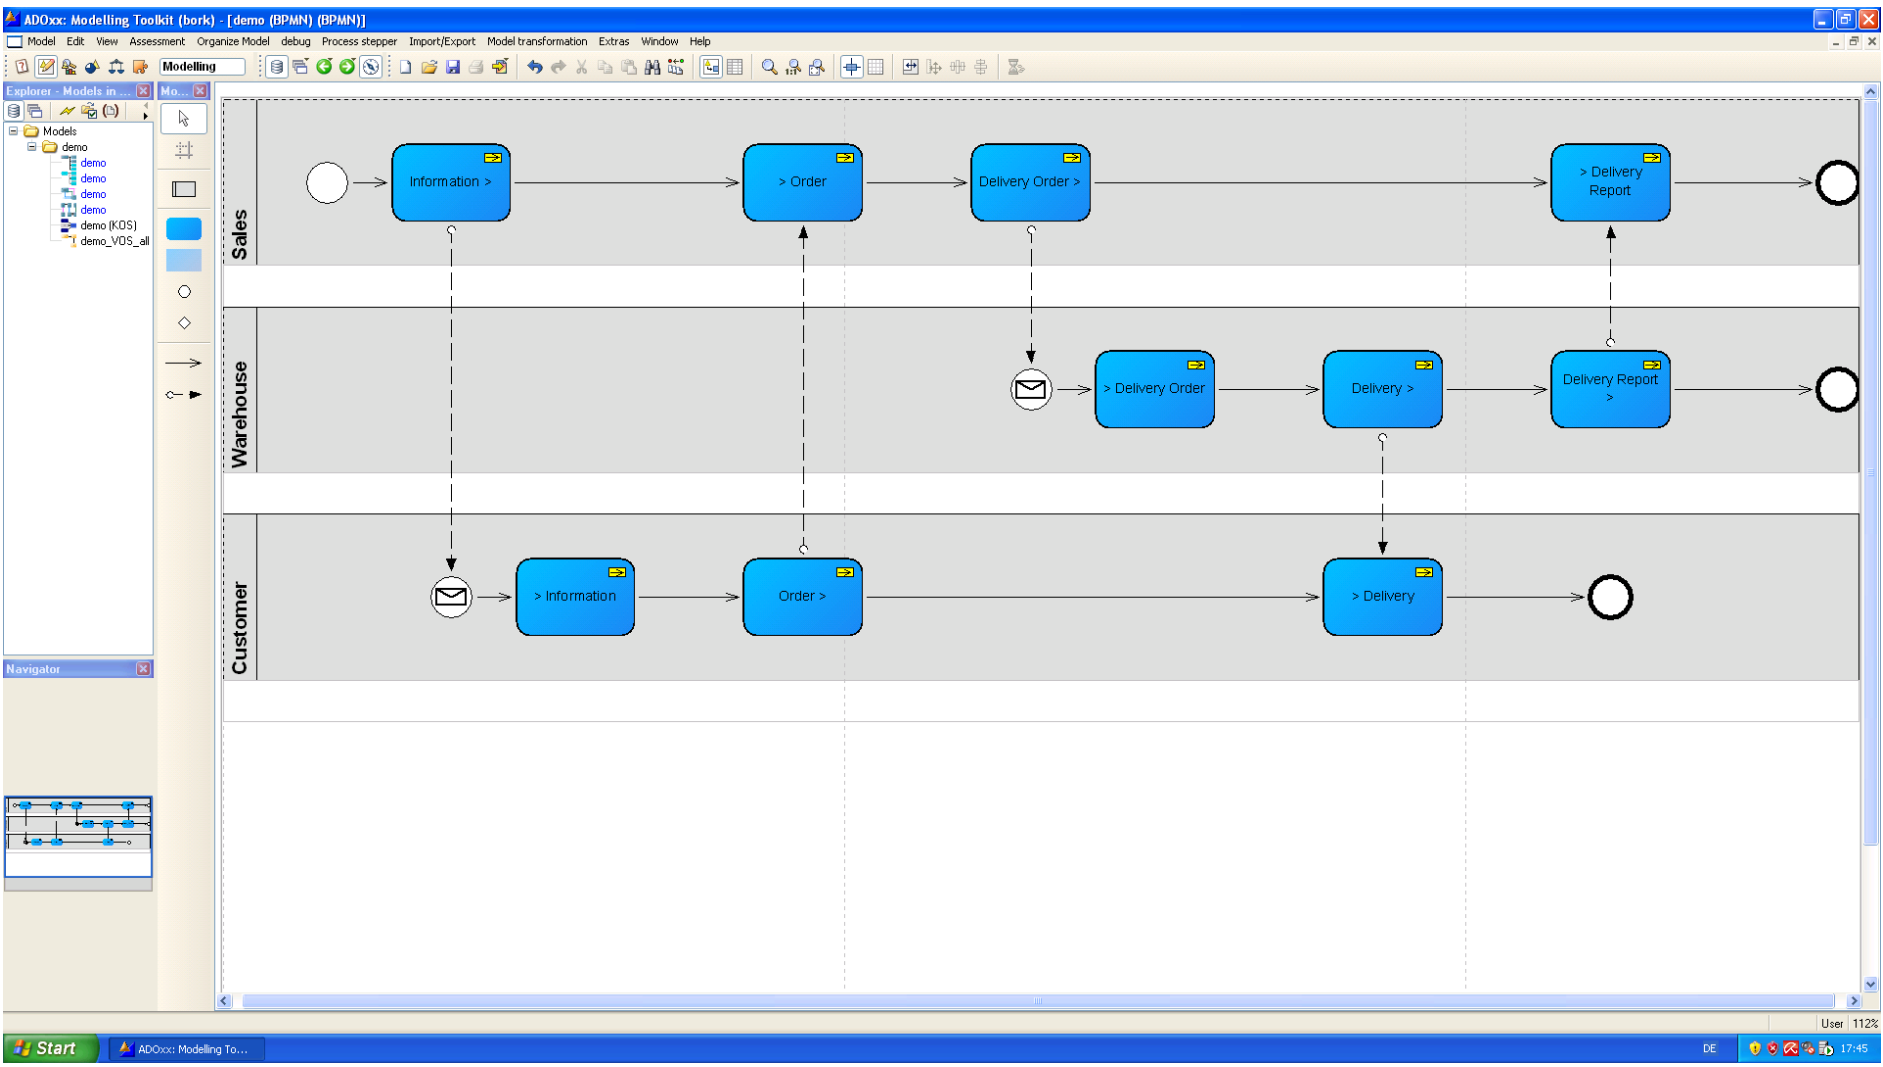 ADOxx: Modelling Toolkit (bork) - [demo (BPMN) (BPMN)]
Model Edit View Assessment Organize Model debug Process stepper Import/Export Model transformation Extras Window Help
Modelling
Explorer - Models in ...
Mo...
Models
demo
demo
demo
demo
demo
demo (KOS)
demo_VOS_all
Navigator
Sales
Information >
> Order
Delivery Order >
> Delivery
Report
Warehouse
> Delivery Order
Delivery >
Delivery Report
>
Customer
> Information
Order >
> Delivery
User 112%
Start
ADOxx: Modelling To...
DE
17:45